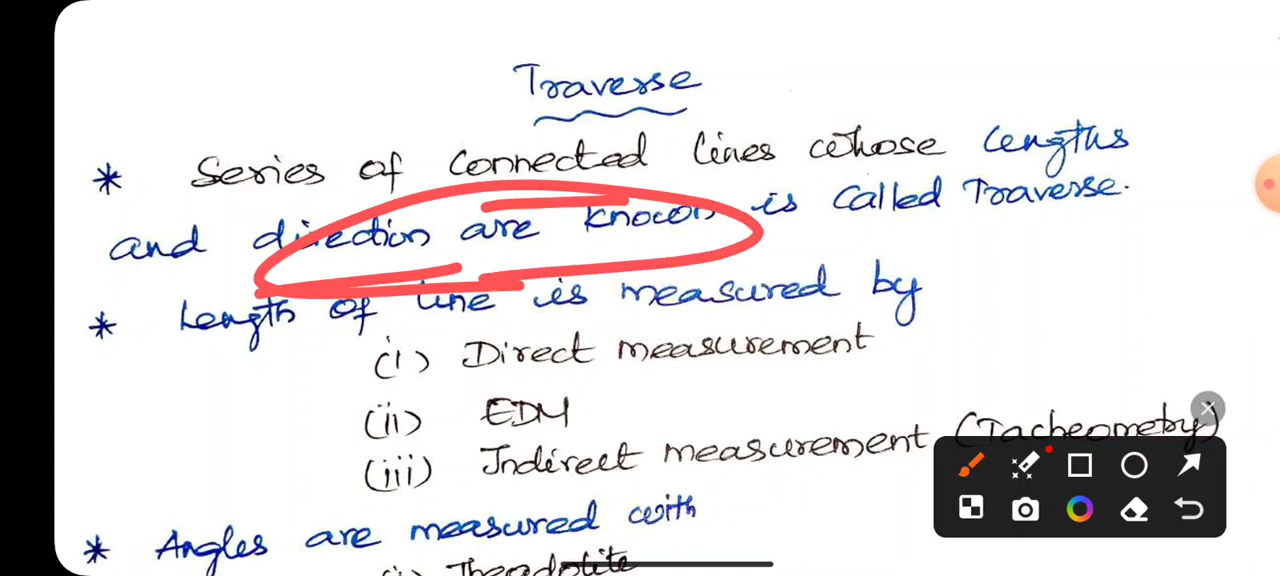 Traverse
* Series of connected lines whose lengths
and direction are known is called Traverse.
* Length of line is measured by
(i) Direct measurement
(ii) EDM
(iii) Indirect measurement (Tacheometry)
* Angles are measured with
(i) Theodolite